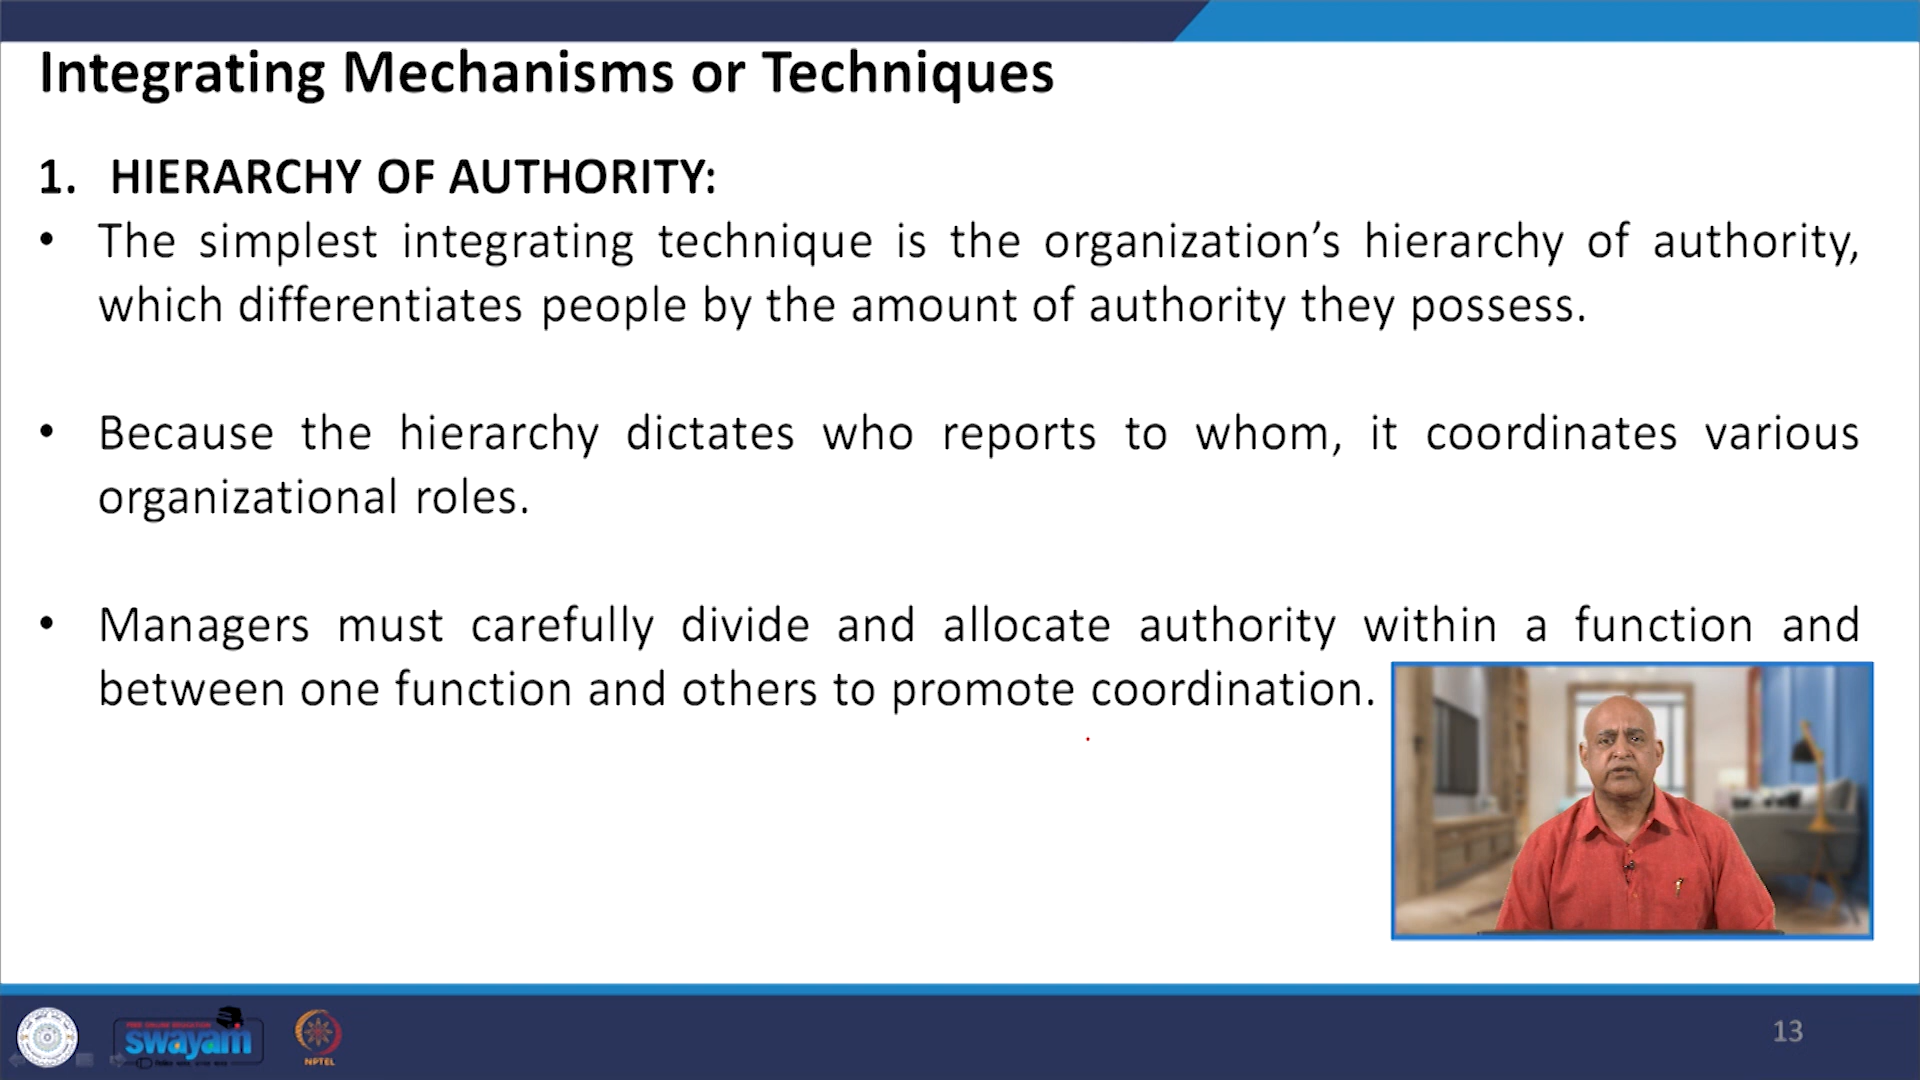 Integrating Mechanisms or Techniques
1. HIERARCHY OF AUTHORITY:
• The simplest integrating technique is the organization’s hierarchy of authority,
which differentiates people by the amount of authority they possess.
• Because the hierarchy dictates who reports to whom, it coordinates various
organizational roles.
• Managers must carefully divide and allocate authority within a function and
between one function and others to promote coordination.
FREE ONLINE EDUCATION
swayam
NPTEL
13